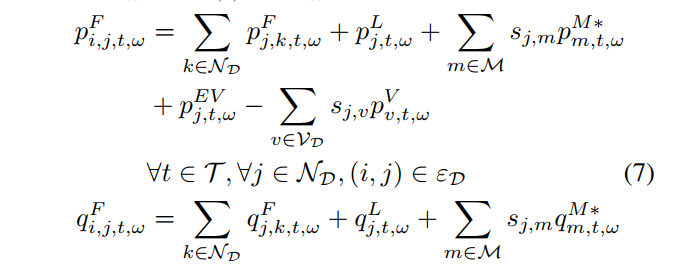 p^F_{i,j,t,ω} = ∑_{k∈𝒩_𝒟} p^F_{j,k,t,ω} + p^L_{j,t,ω} + ∑_{m∈ℳ} s_{j,m} p^{M*}_{m,t,ω}
+ p^{EV}_{j,t,ω} − ∑_{v∈𝒱_𝒟} s_{j,v} p^V_{v,t,ω}
∀t ∈ 𝒯, ∀j ∈ 𝒩_𝒟, (i, j) ∈ ε_𝒟 (7)
q^F_{i,j,t,ω} = ∑_{k∈𝒩_𝒟} q^F_{j,k,t,ω} + q^L_{j,t,ω} + ∑_{m∈ℳ} s_{j,m} q^{M*}_{m,t,ω}